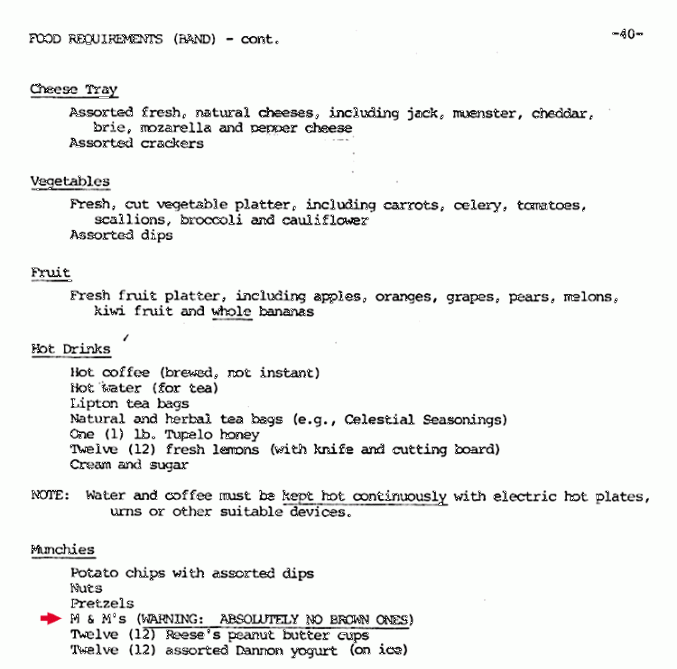 -40-
FOOD REQUIREMENTS (BAND) - cont.
Cheese Tray
Assorted fresh, natural cheeses, including jack, muenster, cheddar,
brie, mozarella and pepper cheese
Assorted crackers
Vegetables
Fresh, cut vegetable platter, including carrots, celery, tomatoes,
scallions, broccoli and cauliflower
Assorted dips
Fruit
Fresh fruit platter, including apples, oranges, grapes, pears, melons,
kiwi fruit and whole bananas
Hot Drinks
Hot coffee (brewed, not instant)
Hot water (for tea)
Lipton tea bags
Natural and herbal tea bags (e.g., Celestial Seasonings)
One (1) lb. Tupelo honey
Twelve (12) fresh lemons (with knife and cutting board)
Cream and sugar
NOTE: Water and coffee must be kept hot continuously with electric hot plates,
urns or other suitable devices.
Munchies
Potato chips with assorted dips
Nuts
Pretzels
M & M's (WARNING: ABSOLUTELY NO BROWN ONES)
Twelve (12) Reese's peanut butter cups
Twelve (12) assorted Dannon yogurt (on ice)